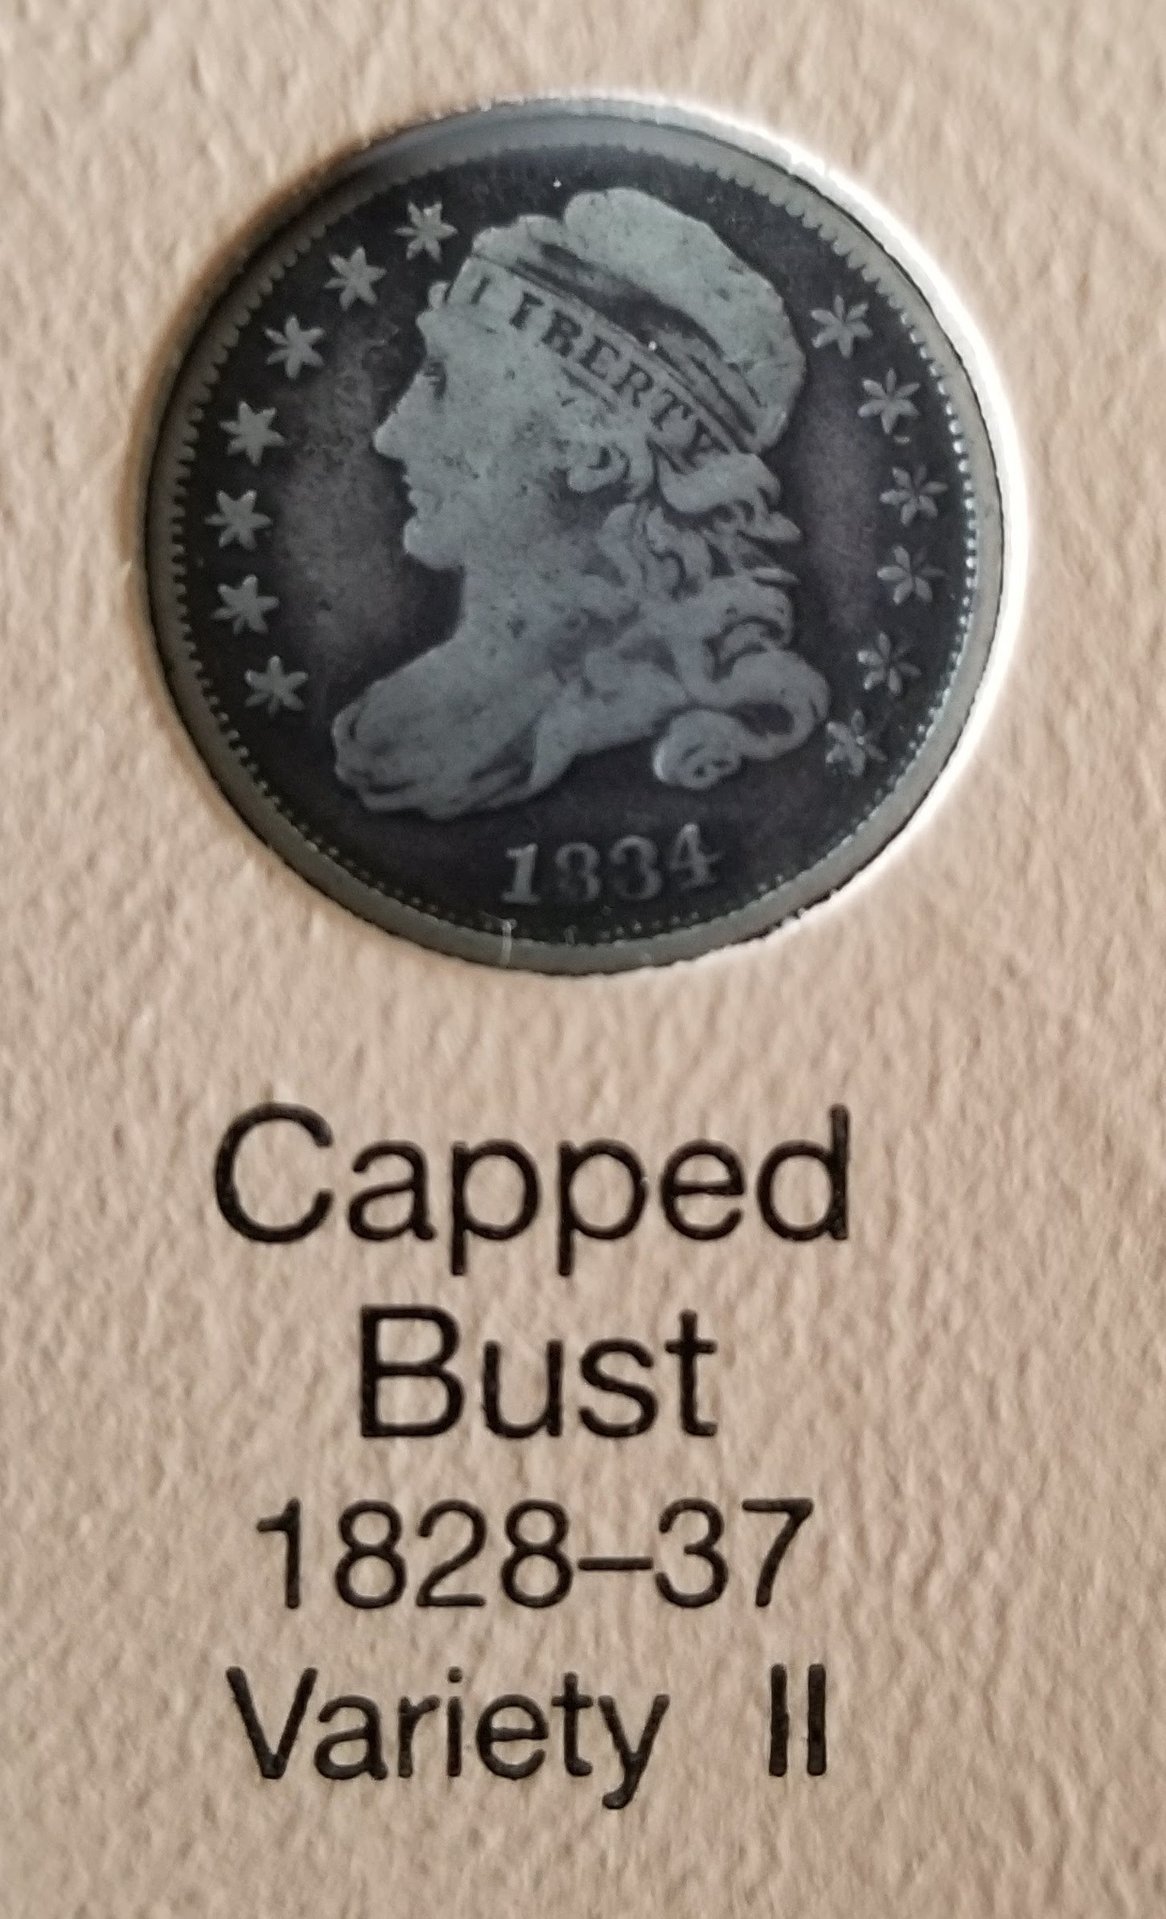 LIBERTY
1834
Capped
Bust
1828–37
Variety II